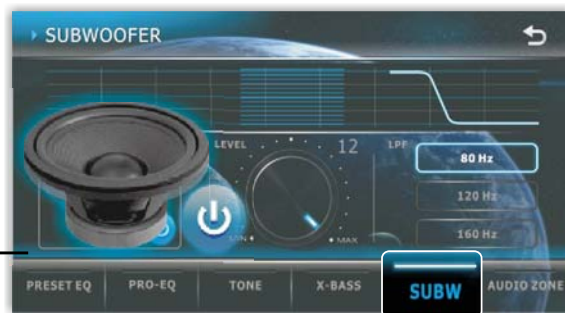 SUBWOOFER
LEVEL
12
LPF
80 Hz
120 Hz
160 Hz
MIN
MAX
PRESET EQ
PRO-EQ
TONE
X-BASS
SUBW
AUDIO ZONE